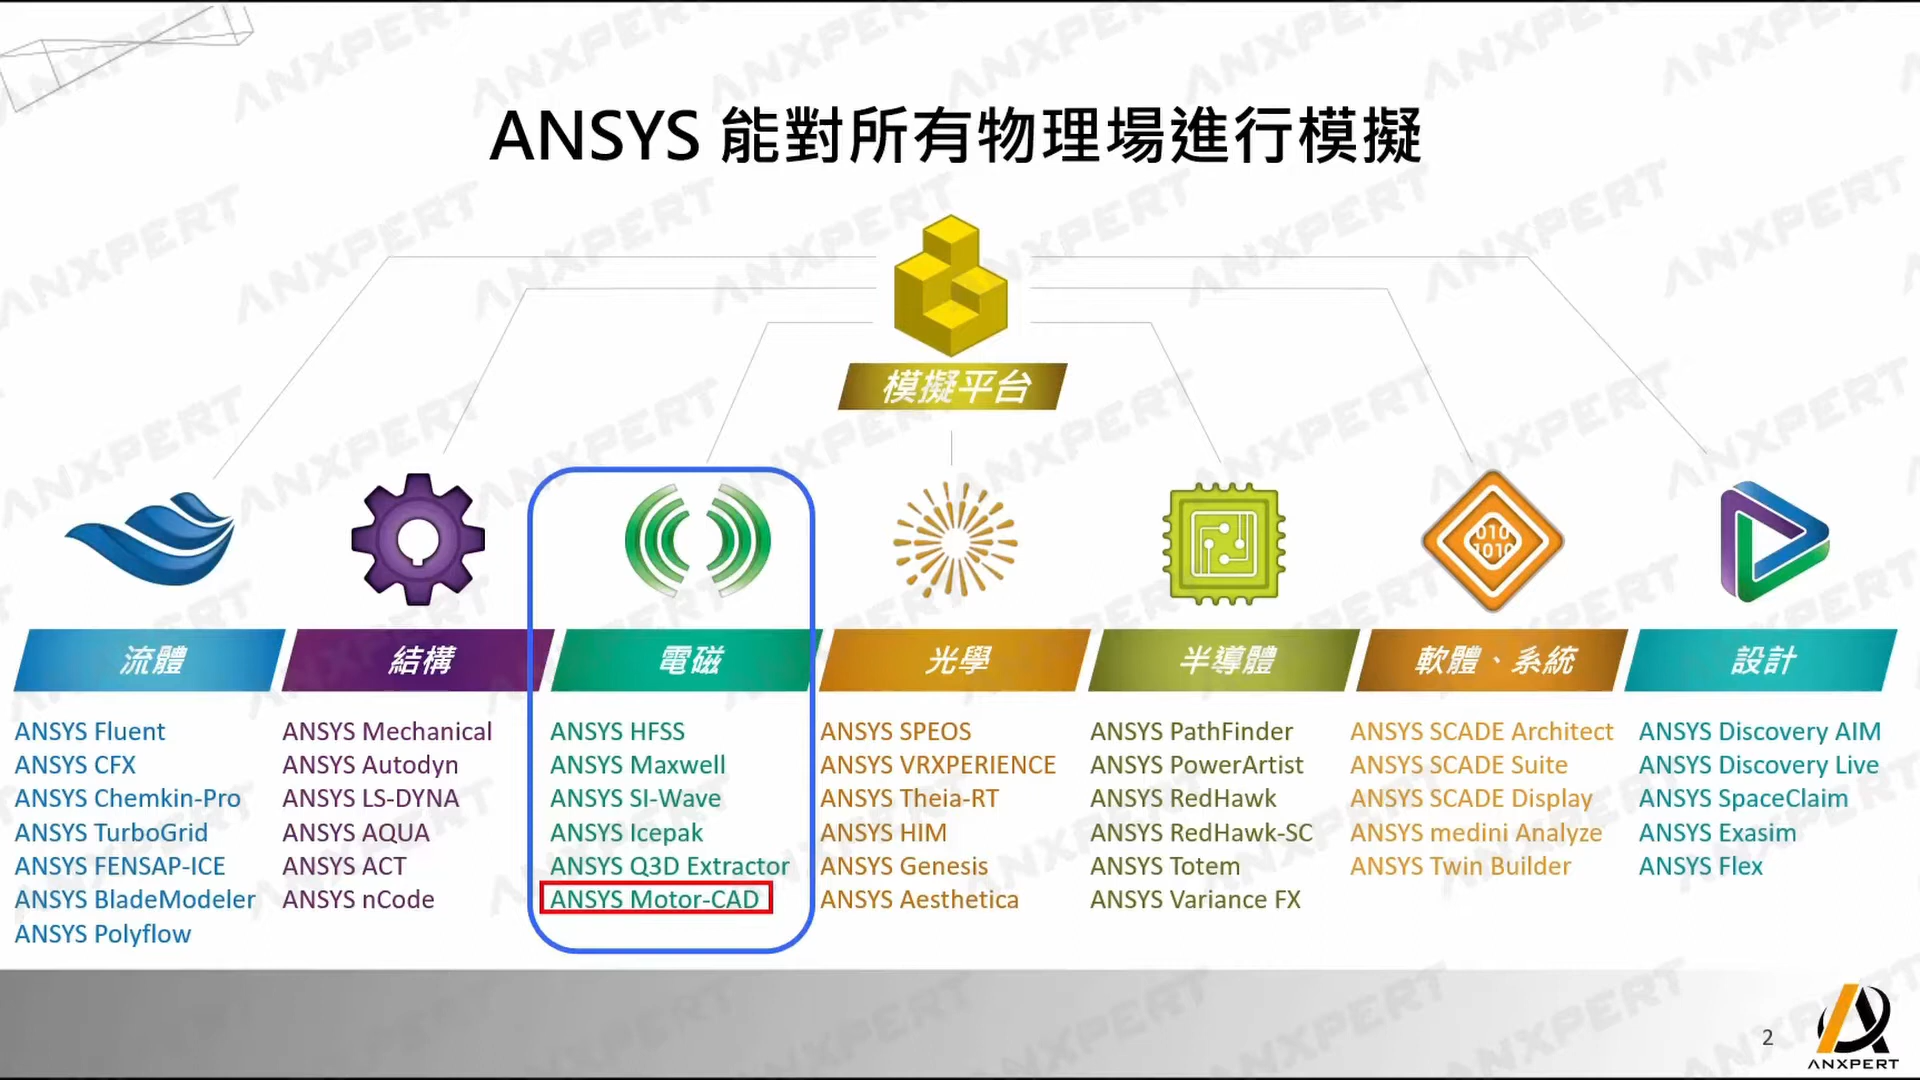 ANSYS 能對所有物理場進行模擬
模擬平台
流體
ANSYS Fluent
ANSYS CFX
ANSYS Chemkin-Pro
ANSYS TurboGrid
ANSYS FENSAP-ICE
ANSYS BladeModeler
ANSYS Polyflow
結構
ANSYS Mechanical
ANSYS Autodyn
ANSYS LS-DYNA
ANSYS AQUA
ANSYS ACT
ANSYS nCode
電磁
ANSYS HFSS
ANSYS Maxwell
ANSYS SI-Wave
ANSYS Icepak
ANSYS Q3D Extractor
ANSYS Motor-CAD
光學
ANSYS SPEOS
ANSYS VRXPERIENCE
ANSYS Theia-RT
ANSYS HIM
ANSYS Genesis
ANSYS Aesthetica
半導體
ANSYS PathFinder
ANSYS PowerArtist
ANSYS RedHawk
ANSYS RedHawk-SC
ANSYS Totem
ANSYS Variance FX
010
1010
軟體、系統
ANSYS SCADE Architect
ANSYS SCADE Suite
ANSYS SCADE Display
ANSYS medini Analyze
ANSYS Twin Builder
設計
ANSYS Discovery AIM
ANSYS Discovery Live
ANSYS SpaceClaim
ANSYS Exasim
ANSYS Flex
2
ANXPERT